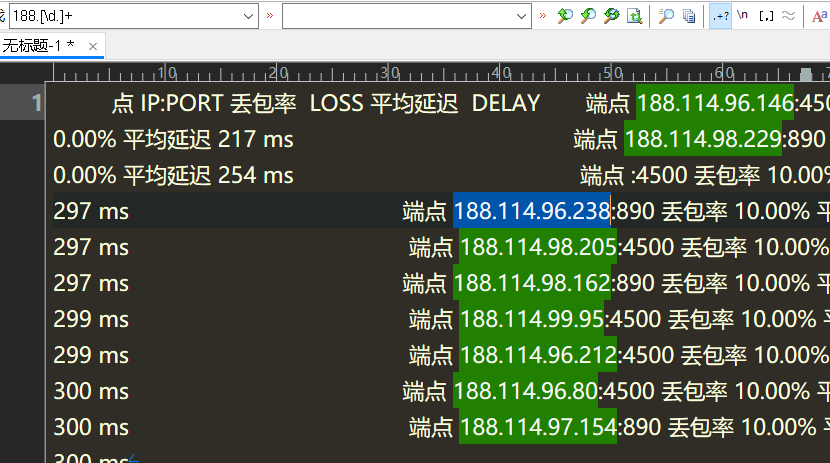 188.[\d.]+
.+? \n [,] Aa
无标题-1 *
10 20 30 40 50 60
1 点 IP:PORT 丢包率 LOSS 平均延迟 DELAY 端点 188.114.96.146:450
0.00% 平均延迟 217 ms 端点 188.114.98.229:890
0.00% 平均延迟 254 ms 端点 :4500 丢包率 10.00%
297 ms 端点 188.114.96.238:890 丢包率 10.00% 平
297 ms 端点 188.114.98.205:4500 丢包率 10.00%
297 ms 端点 188.114.98.162:890 丢包率 10.00% 平
299 ms 端点 188.114.99.95:4500 丢包率 10.00% 平
299 ms 端点 188.114.96.212:4500 丢包率 10.00%
300 ms 端点 188.114.96.80:4500 丢包率 10.00% 平
300 ms 端点 188.114.97.154:890 丢包率 10.00% 平
300 ms